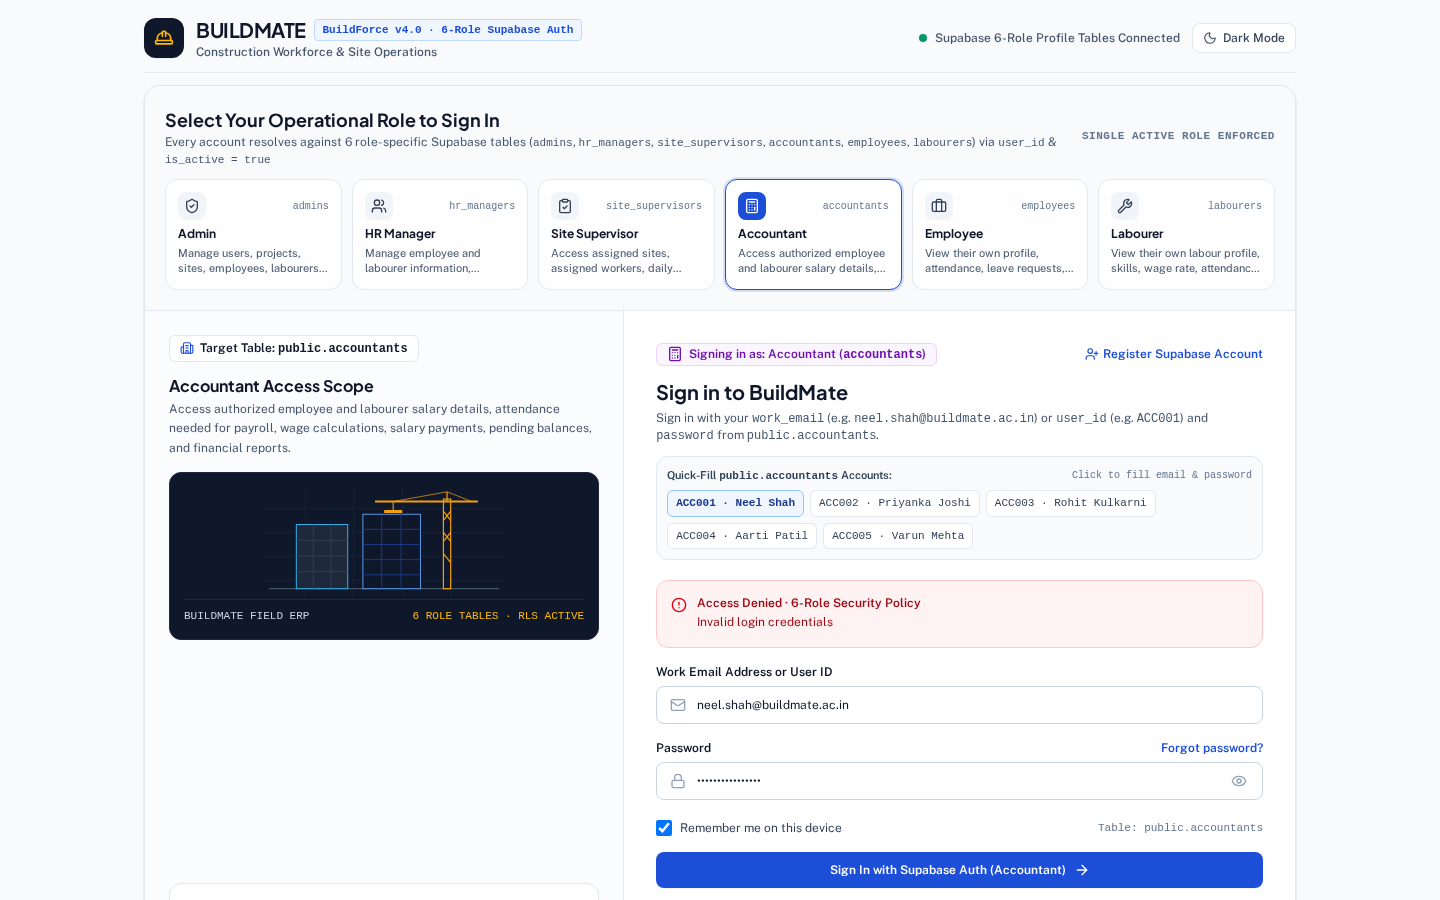 BUILDMATE
BuildForce v4.0 · 6-Role Supabase Auth
Construction Workforce & Site Operations
Supabase 6-Role Profile Tables Connected
Dark Mode
Select Your Operational Role to Sign In
Every account resolves against 6 role-specific Supabase tables (admins, hr_managers, site_supervisors, accountants, employees, labourers) via user_id &
is_active = true
SINGLE ACTIVE ROLE ENFORCED
admins
Admin
Manage users, projects,
sites, employees, labourers...
hr_managers
HR Manager
Manage employee and
labourer information,...
site_supervisors
Site Supervisor
Access assigned sites,
assigned workers, daily...
accountants
Accountant
Access authorized employee
and labourer salary details,...
employees
Employee
View their own profile,
attendance, leave requests,...
labourers
Labourer
View their own labour profile,
skills, wage rate, attendanc...
Target Table: public.accountants
Accountant Access Scope
Access authorized employee and labourer salary details, attendance
needed for payroll, wage calculations, salary payments, pending balances,
and financial reports.
BUILDMATE FIELD ERP
6 ROLE TABLES · RLS ACTIVE
Signing in as: Accountant (accountants)
Register Supabase Account
Sign in to BuildMate
Sign in with your work_email (e.g. neel.shah@buildmate.ac.in) or user_id (e.g. ACC001) and
password from public.accountants.
Quick-Fill public.accountants Accounts:
Click to fill email & password
ACC001 · Neel Shah
ACC002 · Priyanka Joshi
ACC003 · Rohit Kulkarni
ACC004 · Aarti Patil
ACC005 · Varun Mehta
Access Denied · 6-Role Security Policy
Invalid login credentials
Work Email Address or User ID
neel.shah@buildmate.ac.in
Password
Forgot password?
••••••••••••••••
Remember me on this device
Table: public.accountants
Sign In with Supabase Auth (Accountant)